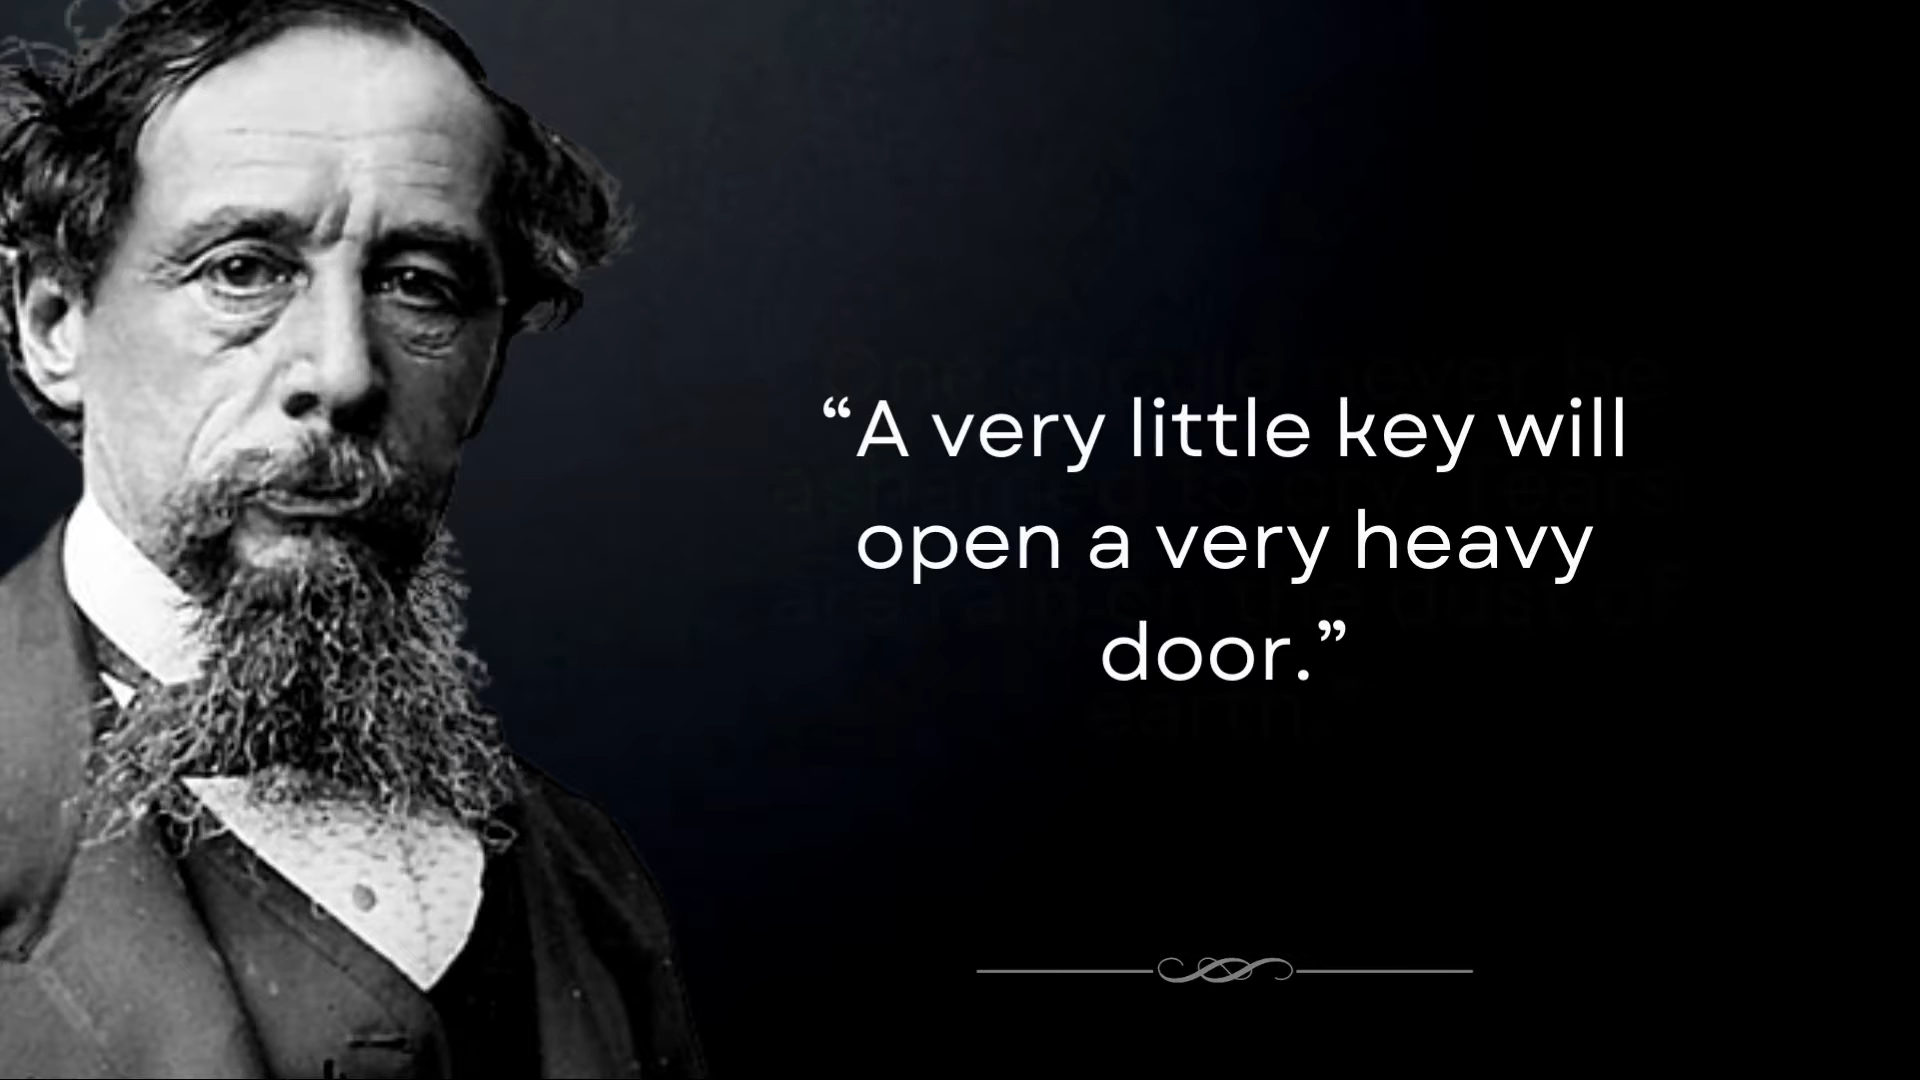 “A very little key will
open a very heavy
door.”